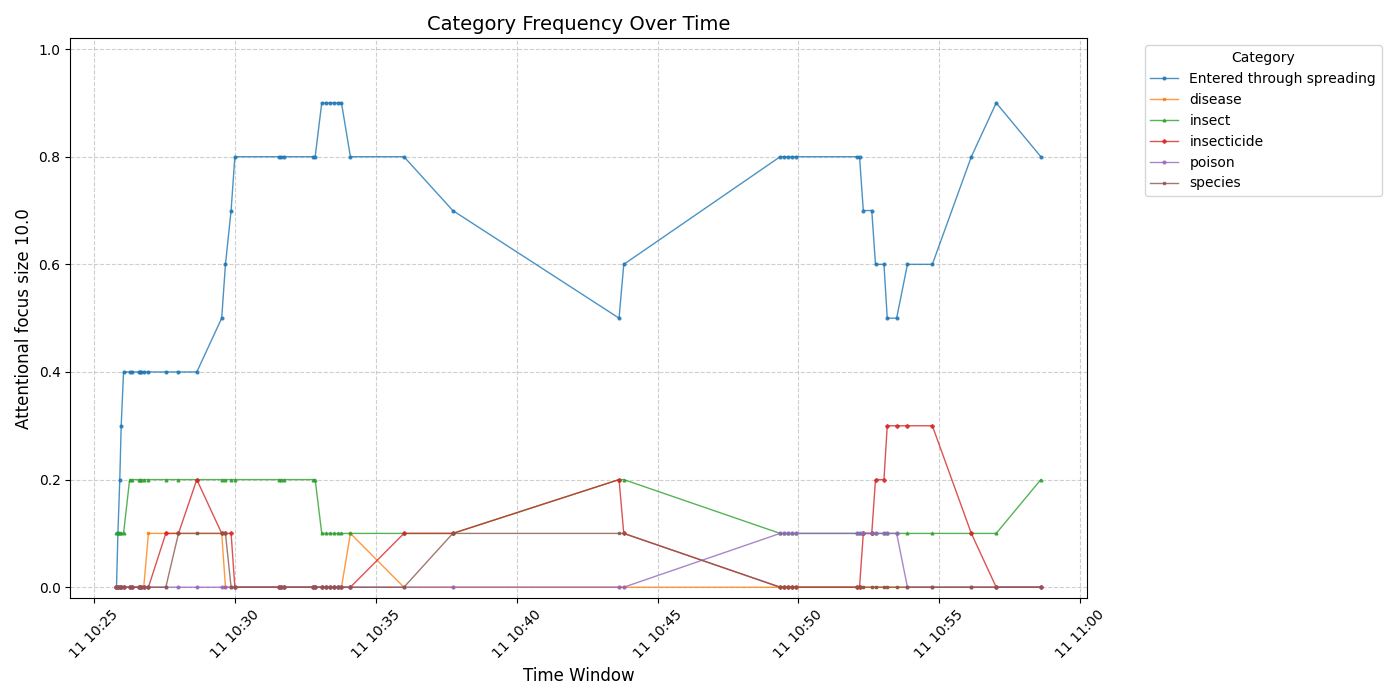 Category Frequency Over Time
Attentional focus size 10.0
1.0
0.8
0.6
0.4
0.2
0.0
11 10:25
11 10:30
11 10:35
11 10:40
11 10:45
11 10:50
11 10:55
11 11:00
Time Window
Category
Entered through spreading
disease
insect
insecticide
poison
species